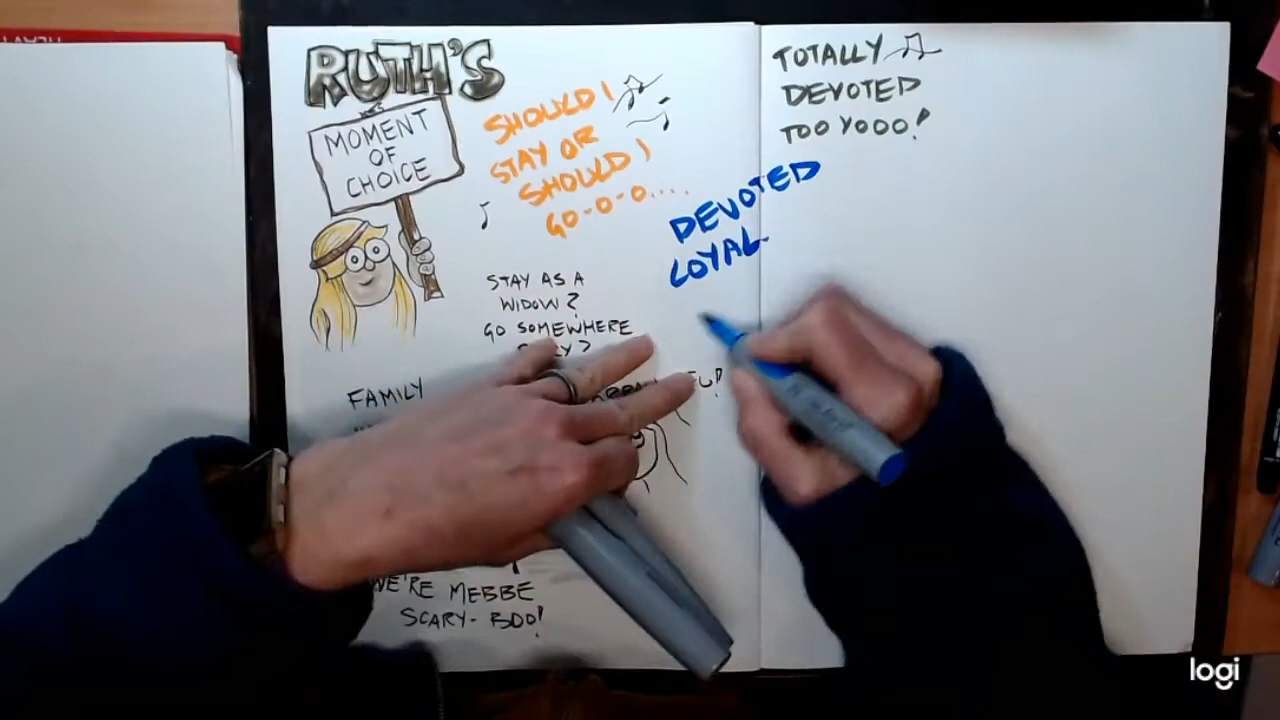 RUTH'S
MOMENT
OF
CHOICE
SHOULD I
STAY OR
SHOULD I
GO-O-O....
STAY AS A
WIDOW?
GO SOMEWHERE
FAMILY
WE'RE MEBBE
SCARY- BOO!
DEVOTED
LOYAL
TOTALLY
DEVOTED
TOO YOOO!
logi